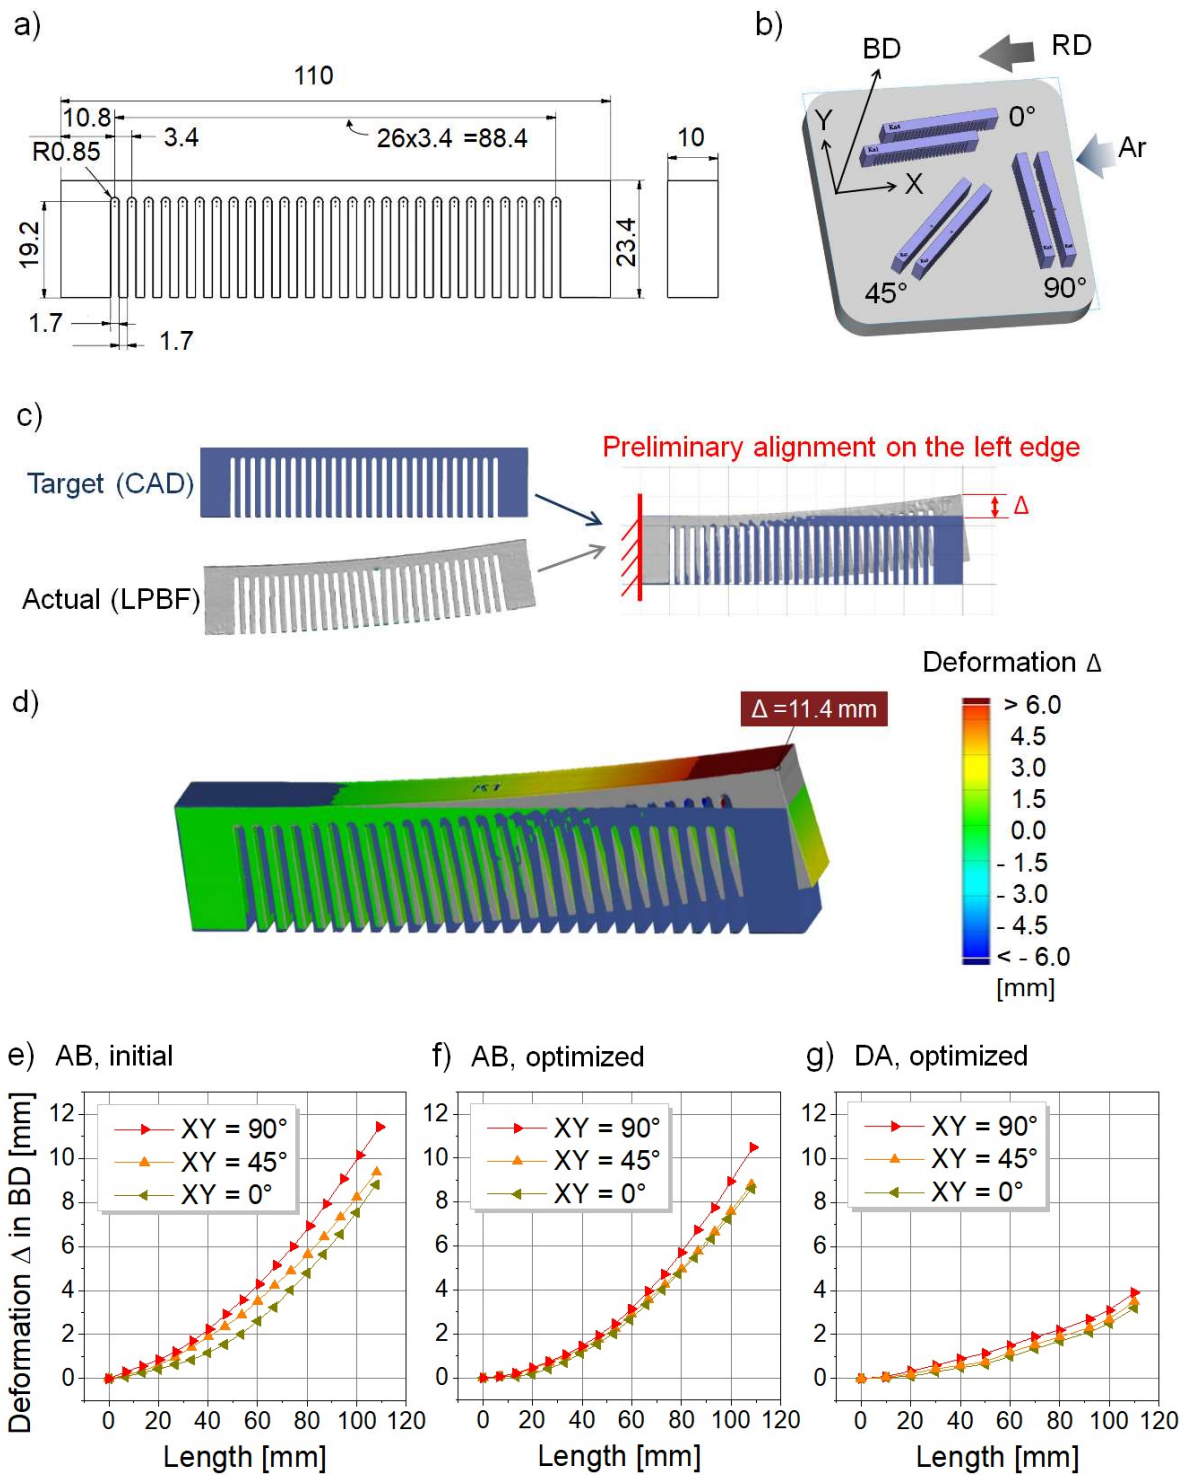 a)
110
10.8
3.4
26x3.4 =88.4
R0.85
10
19.2
23.4
1.7
1.7
b)
BD
RD
Y
X
0°
Ar
45°
90°
c)
Target (CAD)
Actual (LPBF)
Preliminary alignment on the left edge
Δ
d)
Δ =11.4 mm
Deformation Δ
> 6.0
4.5
3.0
1.5
0.0
- 1.5
- 3.0
- 4.5
< - 6.0
[mm]
e) AB, initial
Deformation Δ in BD [mm]
12
10
8
6
4
2
0
XY = 90°
XY = 45°
XY = 0°
0 20 40 60 80 100 120
Length [mm]
f) AB, optimized
12
10
8
6
4
2
0
XY = 90°
XY = 45°
XY = 0°
0 20 40 60 80 100 120
Length [mm]
g) DA, optimized
12
10
8
6
4
2
0
XY = 90°
XY = 45°
XY = 0°
0 20 40 60 80 100 120
Length [mm]